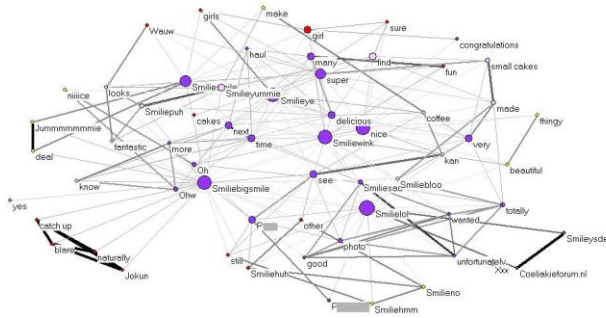 girls
make
girl
sure
Wauw
congratulations
haul
many
find
super
fun
small cakes
Smilieyummie
Smilieye
niiiice
looks
Smiliepuh
made
Jummmmmmmie
cakes
delicious
coffee
thingy
next
time
Smiliewink
nice
very
deal
fantastic
more
kan
Oh
beautiful
know
Ohw
Smiliebigsmile
see
Smiliesad
Smiliebloo
yes
totally
catch up
P
other
Smilielol
wanted
Smileysde
blare
naturally
photo
Jokun
still
Smiliehuh
good
unfortunately
Xxx
Coeliakieforum.nl
P
Smilieno
Smiliehmm